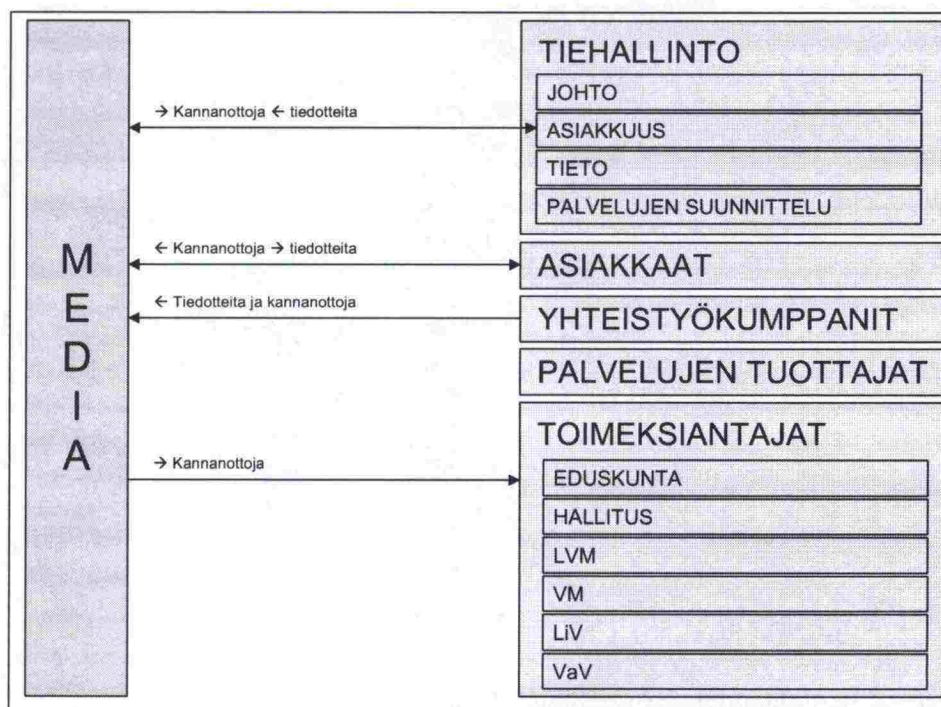 MEDIA
→ Kannanottoja ← tiedotteita
← Kannanottoja → tiedotteita
← Tiedotteita ja kannanottoja
→ Kannanottoja
TIEHALLINTO
JOHTO
ASIAKKUUS
TIETO
PALVELUJEN SUUNNITTELU
ASIAKKAAT
YHTEISTYÖKUMPPANIT
PALVELUJEN TUOTTAJAT
TOIMEKSIANTAJAT
EDUSKUNTA
HALLITUS
LVM
VM
LiV
VaV